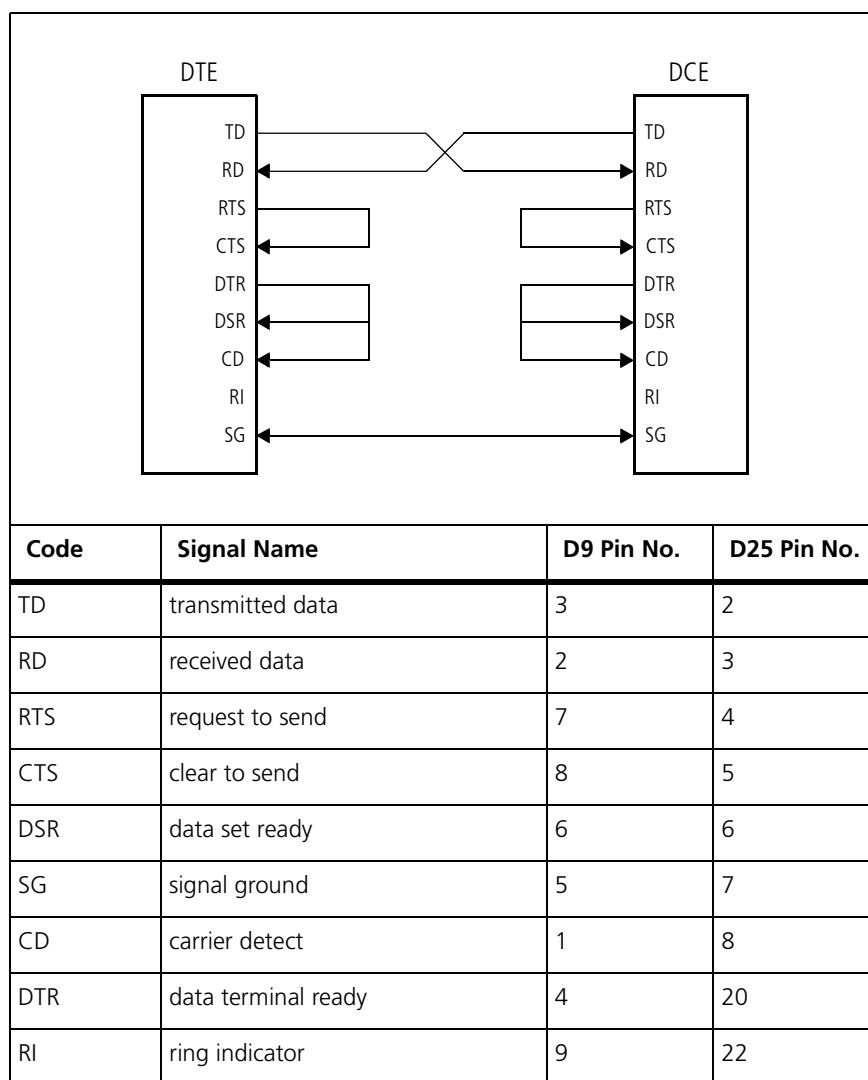 DTE DCE
TD TD
RD RD
RTS RTS
CTS CTS
DTR DTR
DSR DSR
CD CD
RI RI
SG SG
Code Signal Name D9 Pin No. D25 Pin No.
TD transmitted data 3 2
RD received data 2 3
RTS request to send 7 4
CTS clear to send 8 5
DSR data set ready 6 6
SG signal ground 5 7
CD carrier detect 1 8
DTR data terminal ready 4 20
RI ring indicator 9 22